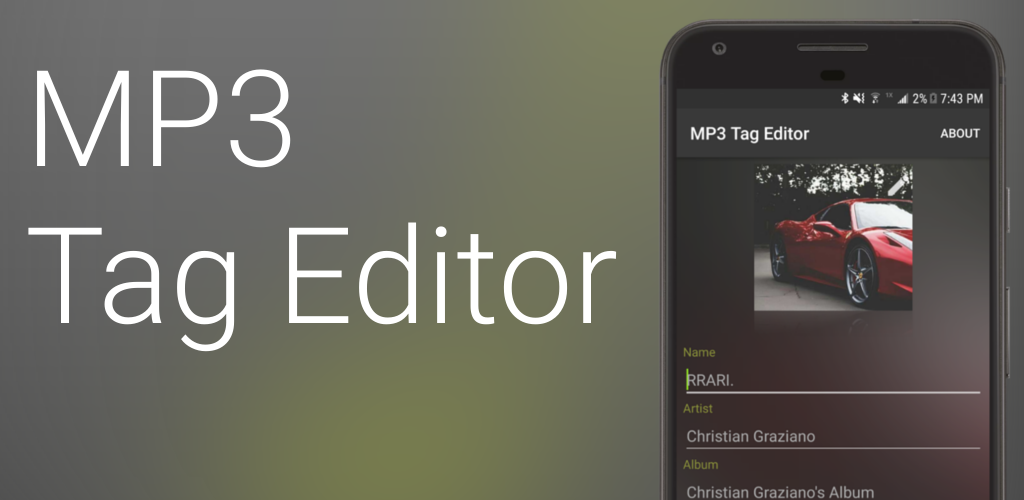 MP3
Tag Editor
2% 7:43 PM
MP3 Tag Editor ABOUT
Name
RRARI.
Artist
Christian Graziano
Album
Christian Graziano's Album